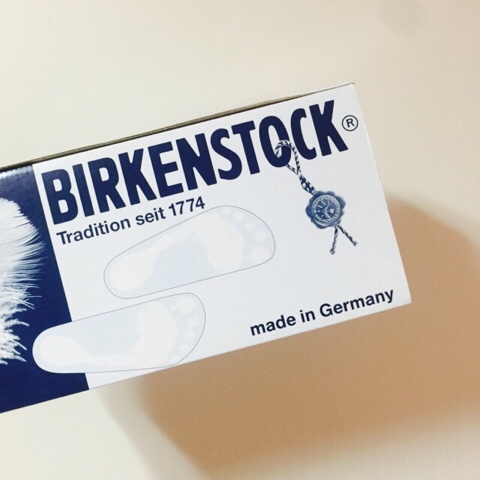 BIRKENSTOCK®
Tradition seit 1774
made in Germany